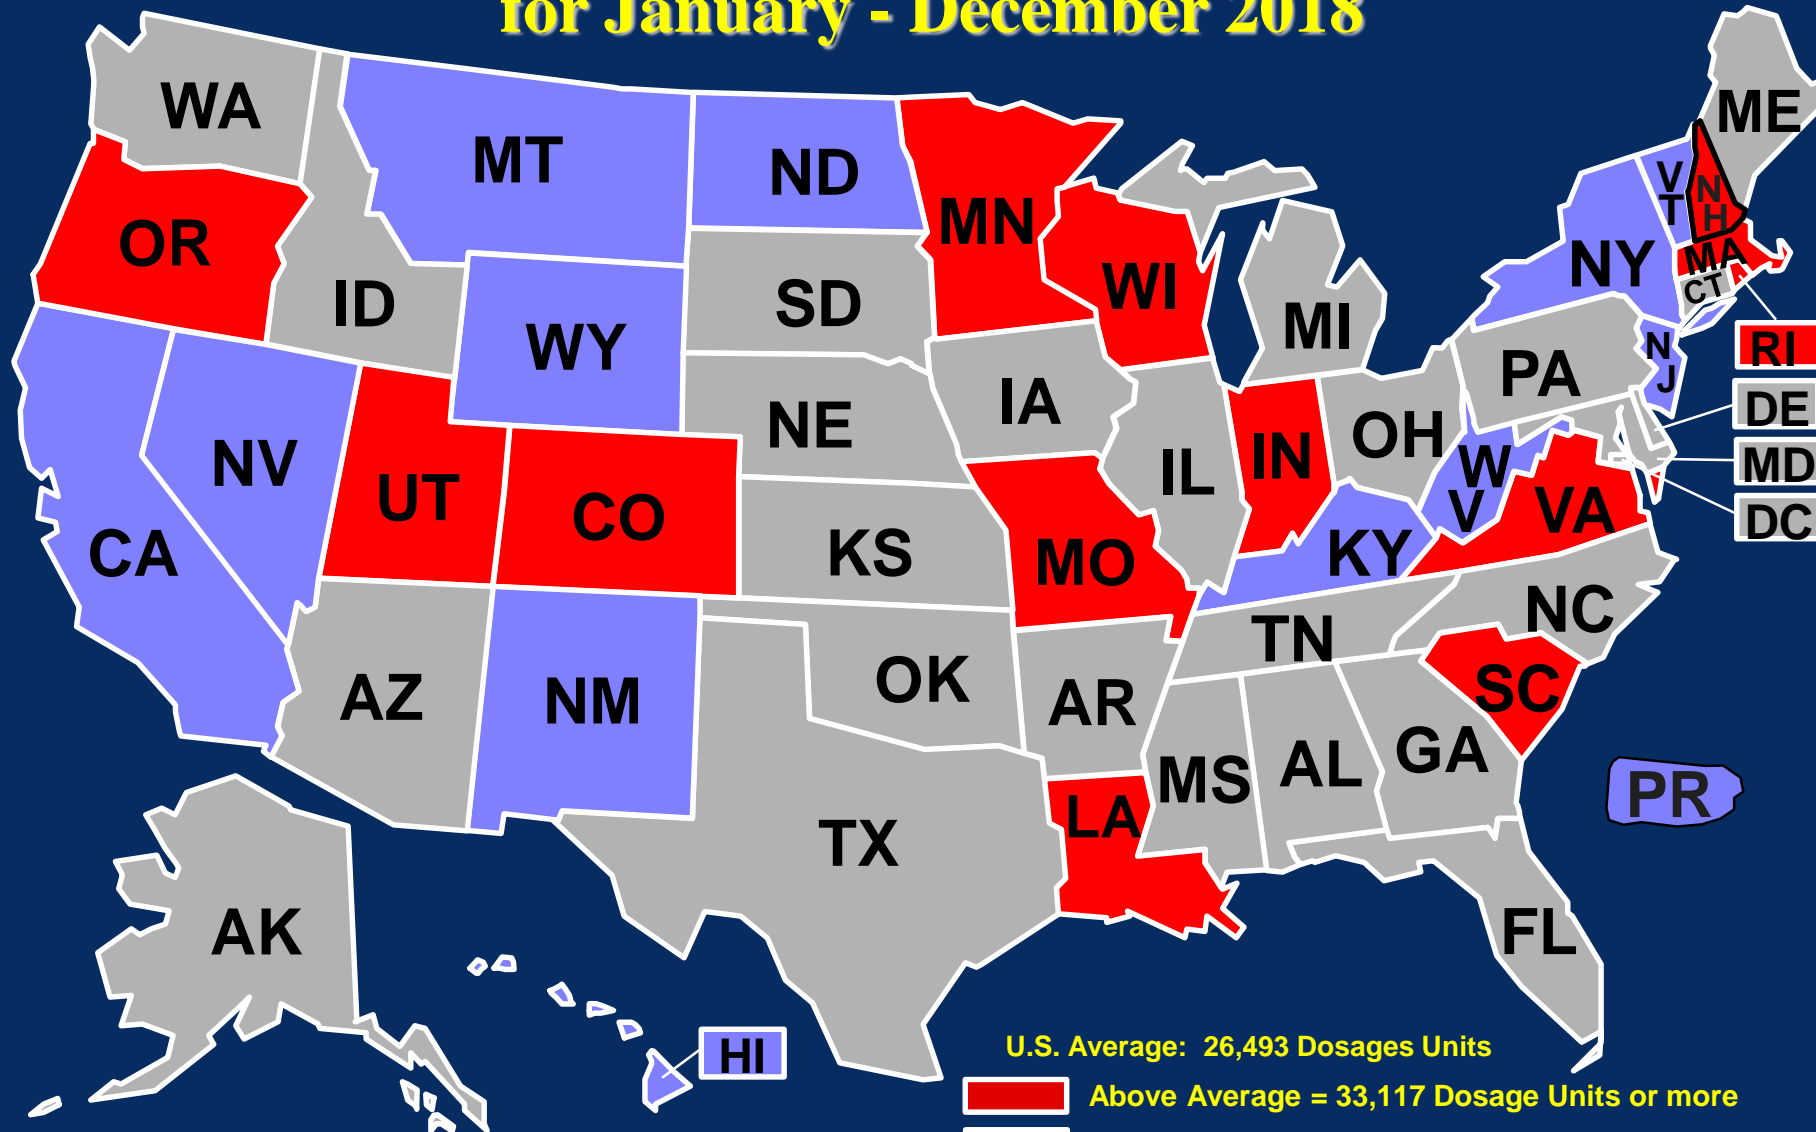 for January - December 2018
WA
ME
MT
ND
VT
NH
MN
OR
NY
MA
WI
CT
ID
SD
MI
WY
NJ
RI
PA
IA
DE
NE
OH
IN
NV
WV
MD
IL
UT
VA
CO
DC
CA
KS
KY
MO
NC
TN
OK
SC
AZ
NM
AR
GA
AL
MS
PR
LA
TX
AK
FL
HI
U.S. Average: 26,493 Dosages Units
Above Average = 33,117 Dosage Units or more